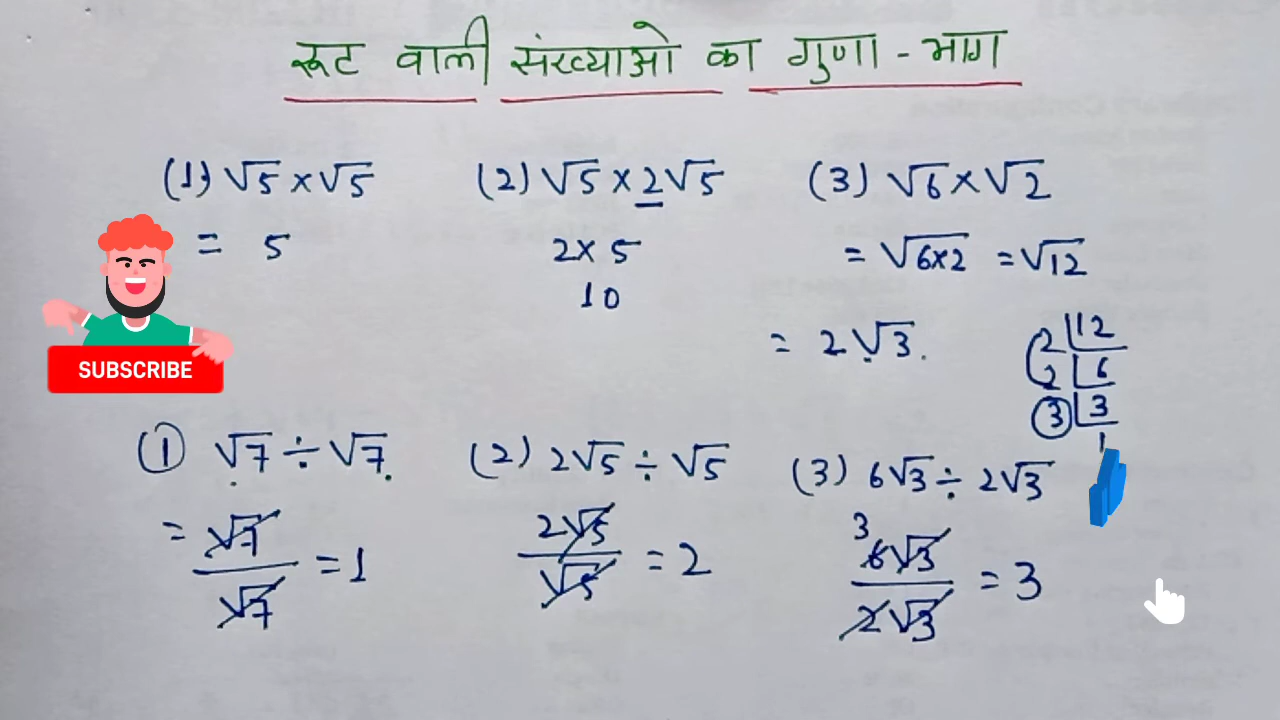 रूट वाली संख्याओ का गुणा - भाग
(1) √5 × √5
= 5
(2) √5 × 2√5
2 × 5
10
(3) √6 × √2
= √6×2 = √12
= 2√3.
2 12
2 6
3 3
1
SUBSCRIBE
① √7 ÷ √7
= √7/√7 = 1
(2) 2√5 ÷ √5
2√5/√5 = 2
(3) 6√3 ÷ 2√3
3
6√3/2√3 = 3